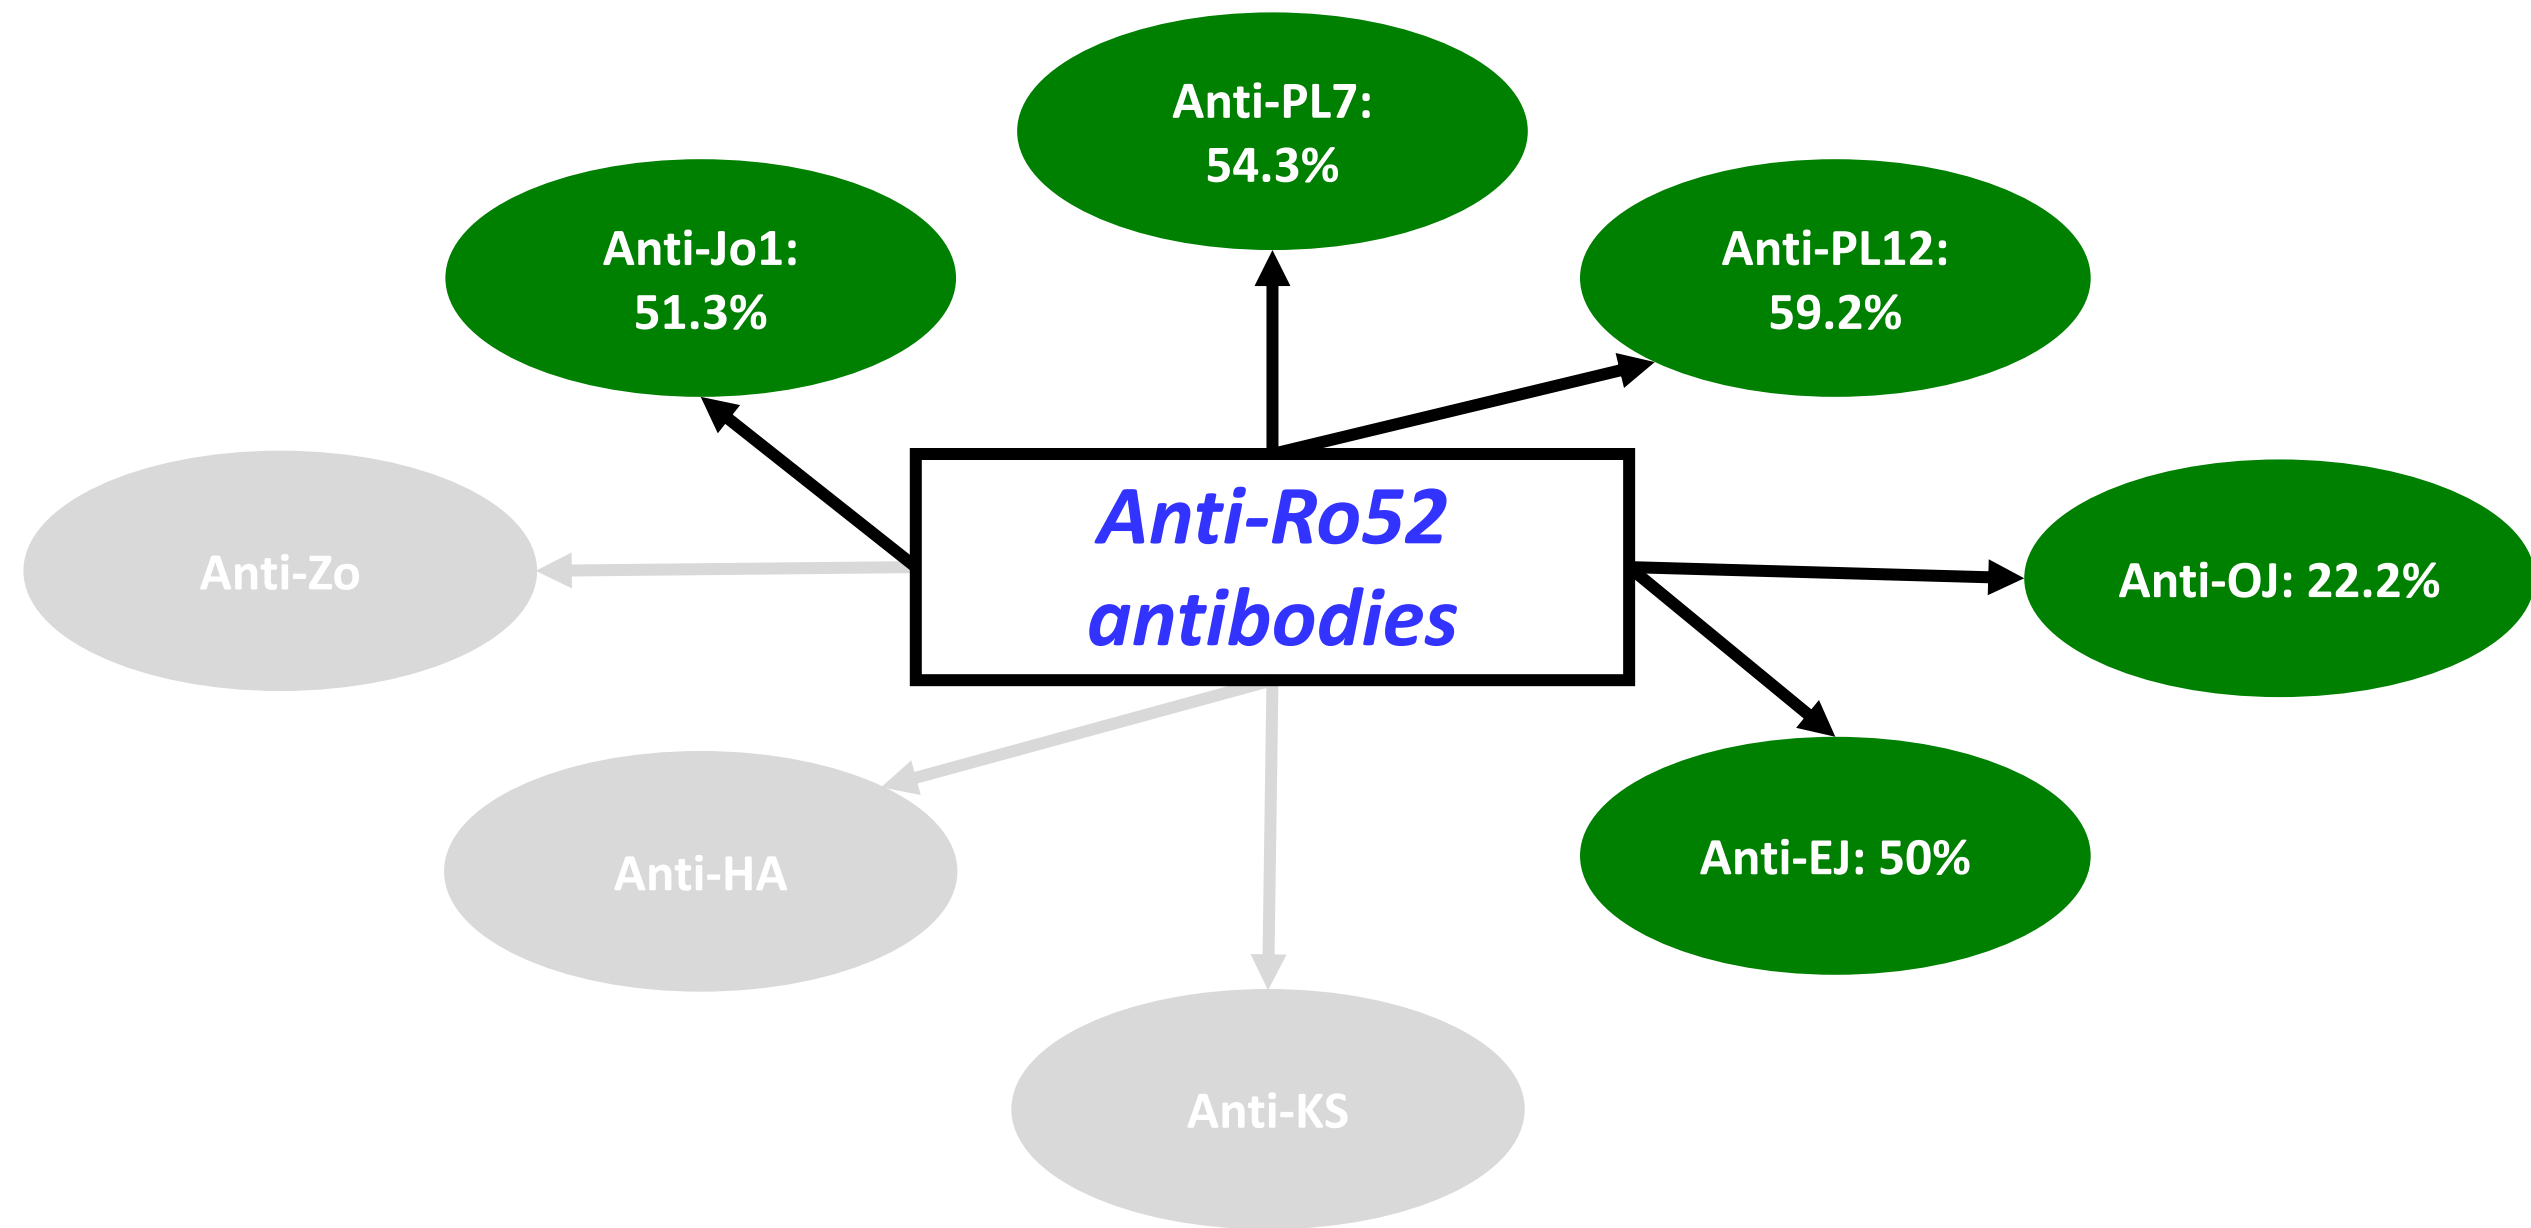 Anti-PL7:
54.3%
Anti-Jo1:
51.3%
Anti-PL12:
59.2%
Anti-Ro52
antibodies
Anti-Zo
Anti-OJ: 22.2%
Anti-HA
Anti-EJ: 50%
Anti-KS